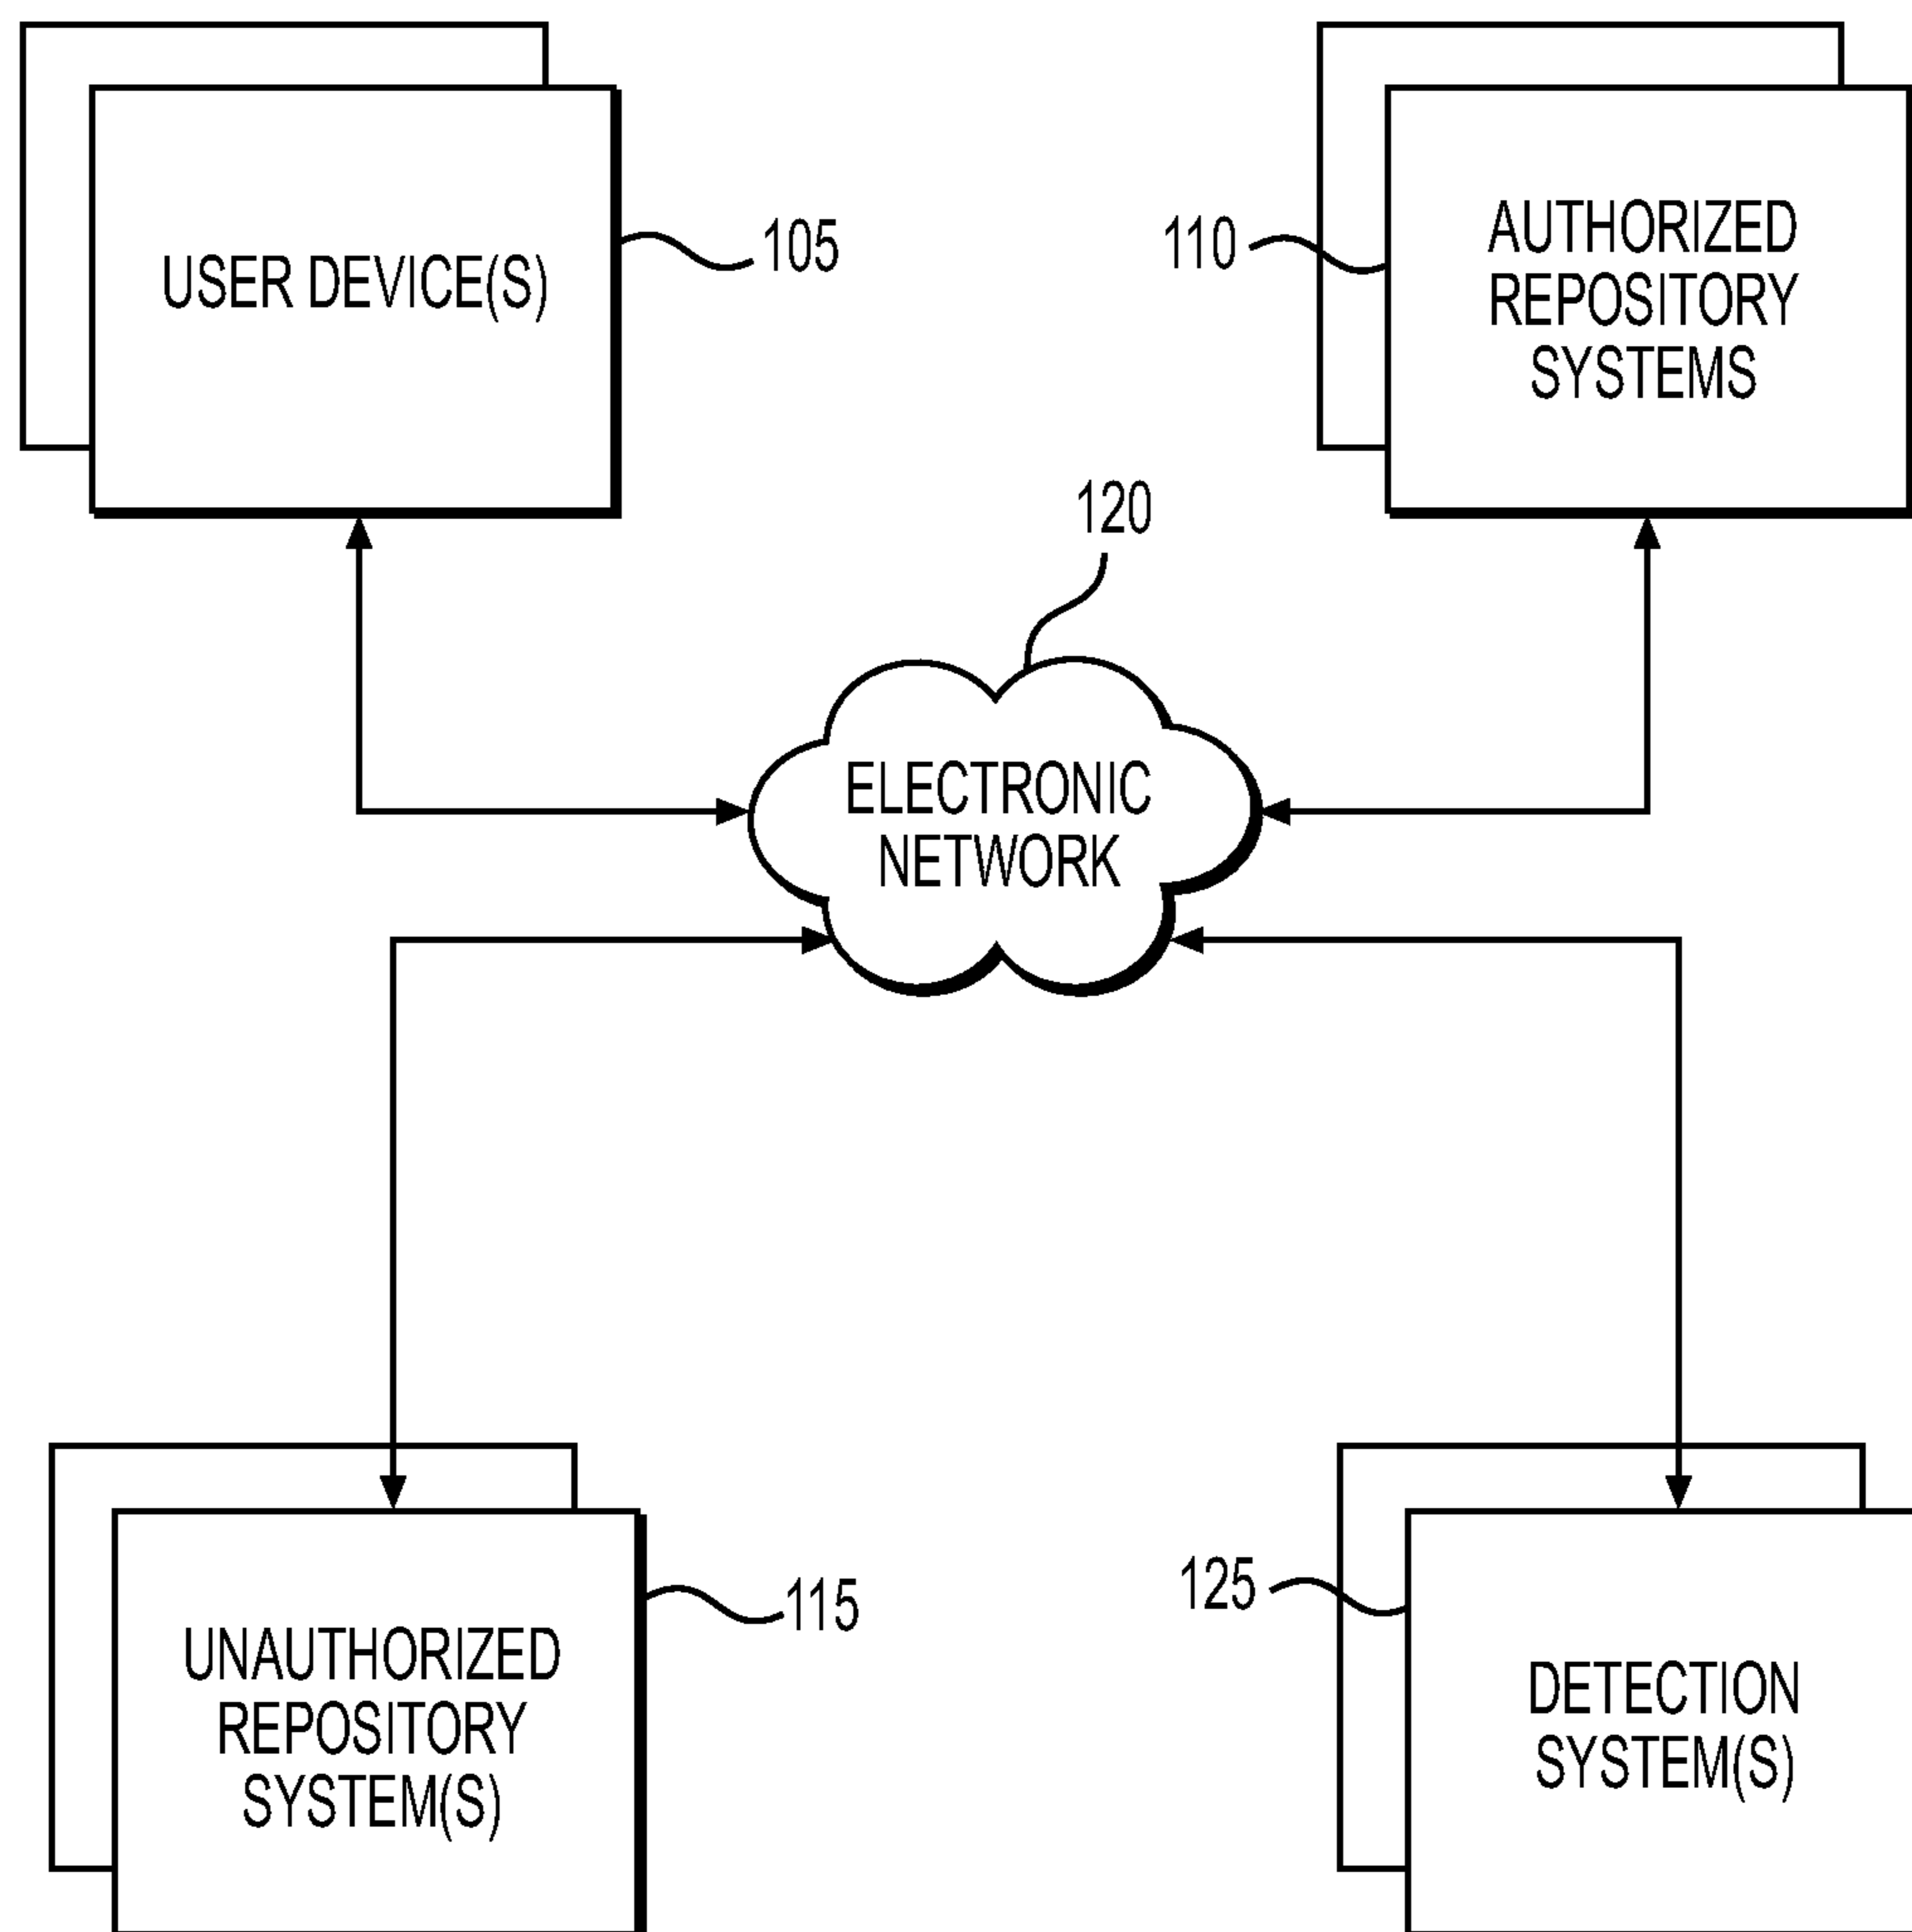 USER DEVICE(S)
105
110
AUTHORIZED
REPOSITORY
SYSTEMS
120
ELECTRONIC
NETWORK
UNAUTHORIZED
REPOSITORY
SYSTEM(S)
115
125
DETECTION
SYSTEM(S)